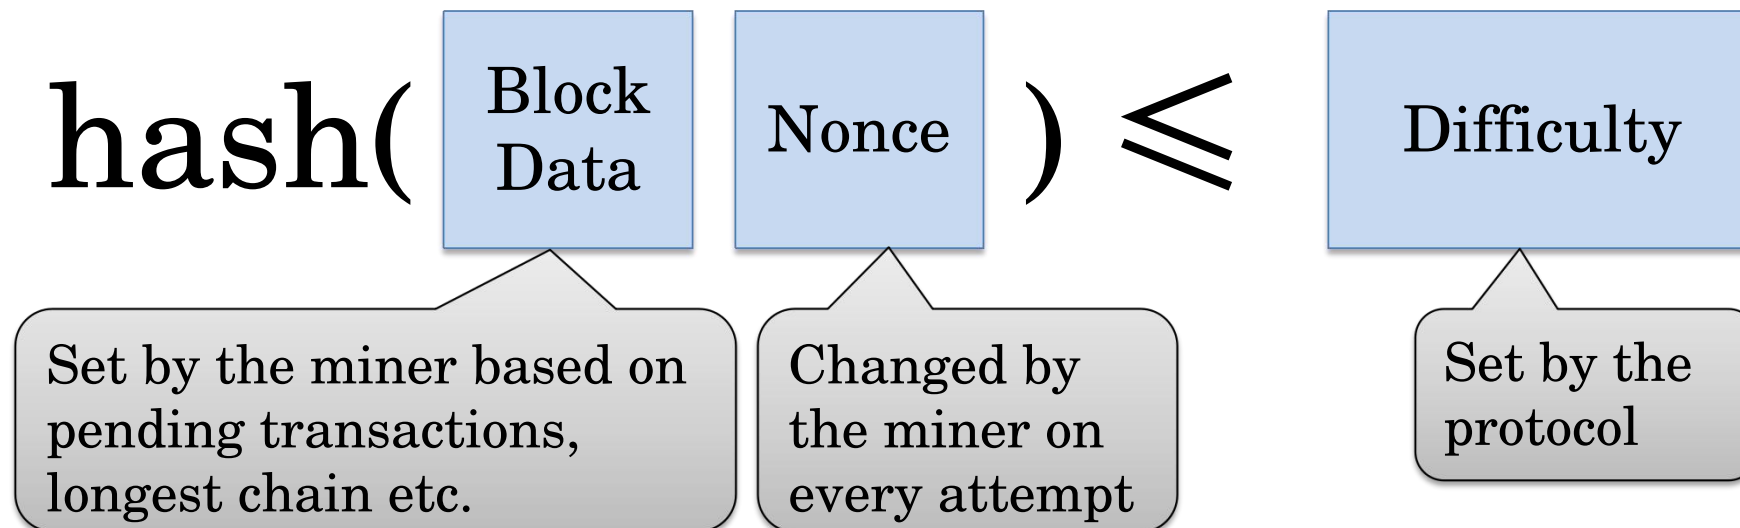 hash( Block Data Nonce ) ⩽ Difficulty
Set by the miner based on
pending transactions,
longest chain etc.
Changed by
the miner on
every attempt
Set by the
protocol